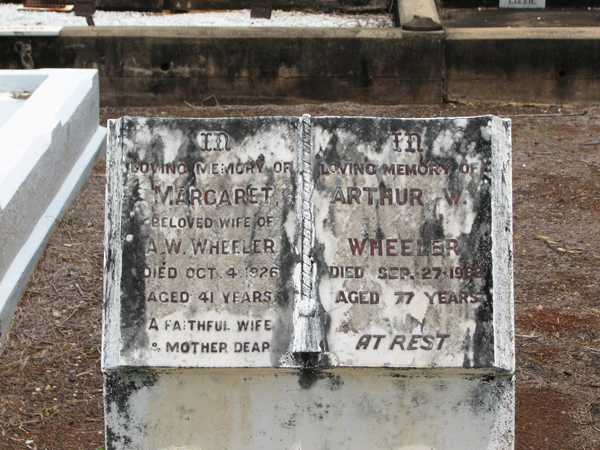 LIZZIE
IN
LOVING MEMORY OF
MARGARET
BELOVED WIFE OF
A.W. WHEELER
DIED OCT. 4. 1926
AGED 41 YEARS
A FAITHFUL WIFE
& MOTHER DEAR
IN
LOVING MEMORY OF
ARTHUR W.
WHEELER
DIED SEP. 27.
AGED 77 YEARS
AT REST